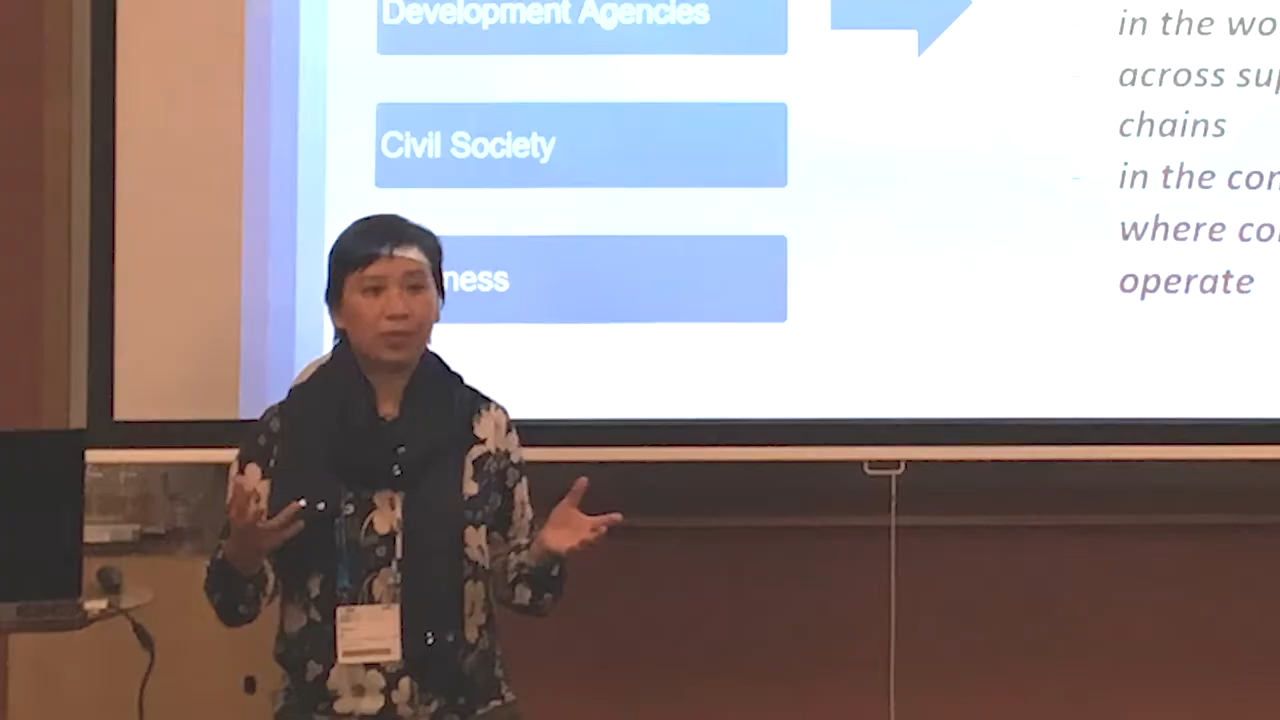 Development Agencies
Civil Society
ness
in the wo
across sup
chains
in the con
where co
operate